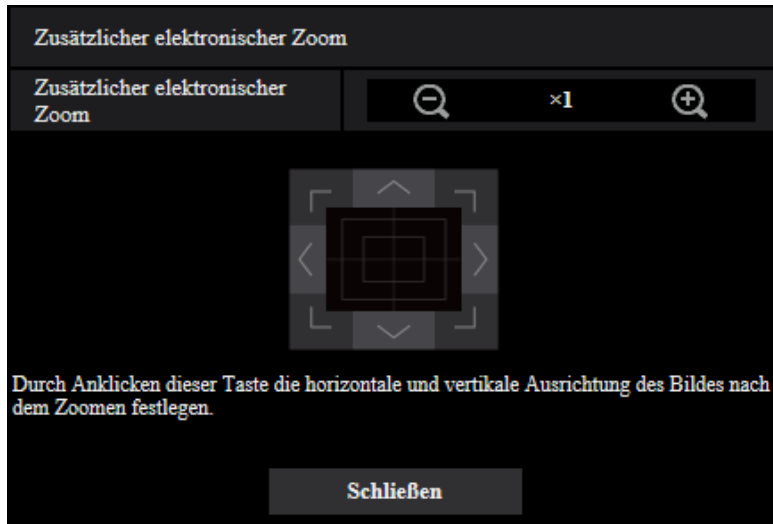 Zusätzlicher elektronischer Zoom
Zusätzlicher elektronischer
Zoom
×1
Durch Anklicken dieser Taste die horizontale und vertikale Ausrichtung des Bildes nach
dem Zoomen festlegen.
Schließen